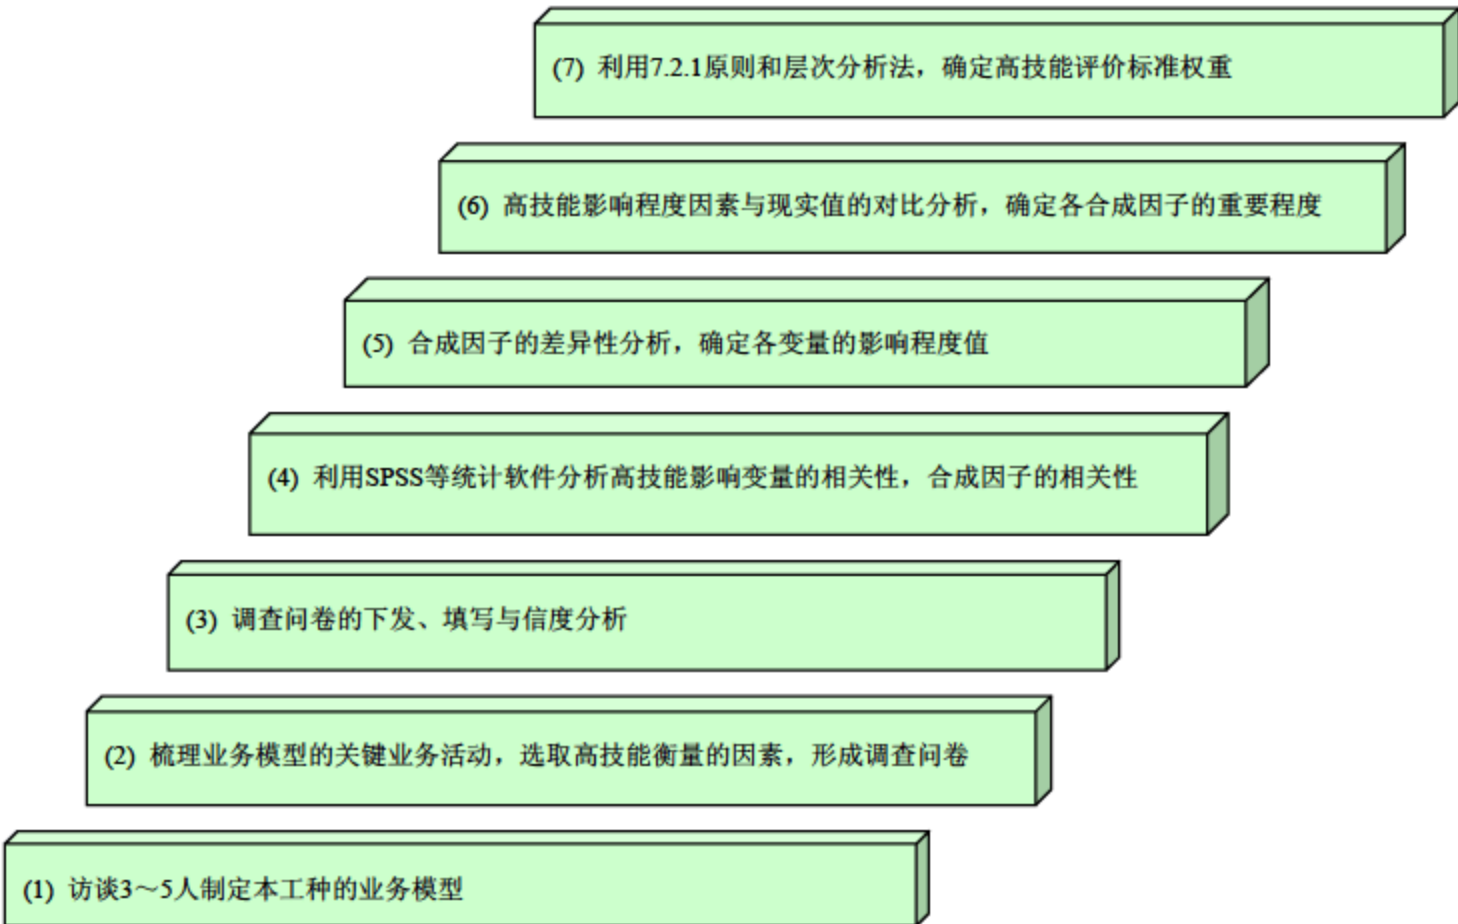 (7) 利用7.2.1原则和层次分析法，确定高技能评价标准权重
(6) 高技能影响程度因素与现实值的对比分析，确定各合成因子的重要程度
(5) 合成因子的差异性分析，确定各变量的影响程度值
(4) 利用SPSS等统计软件分析高技能影响变量的相关性，合成因子的相关性
(3) 调查问卷的下发、填写与信度分析
(2) 梳理业务模型的关键业务活动，选取高技能衡量的因素，形成调查问卷
(1) 访谈3～5人制定本工种的业务模型